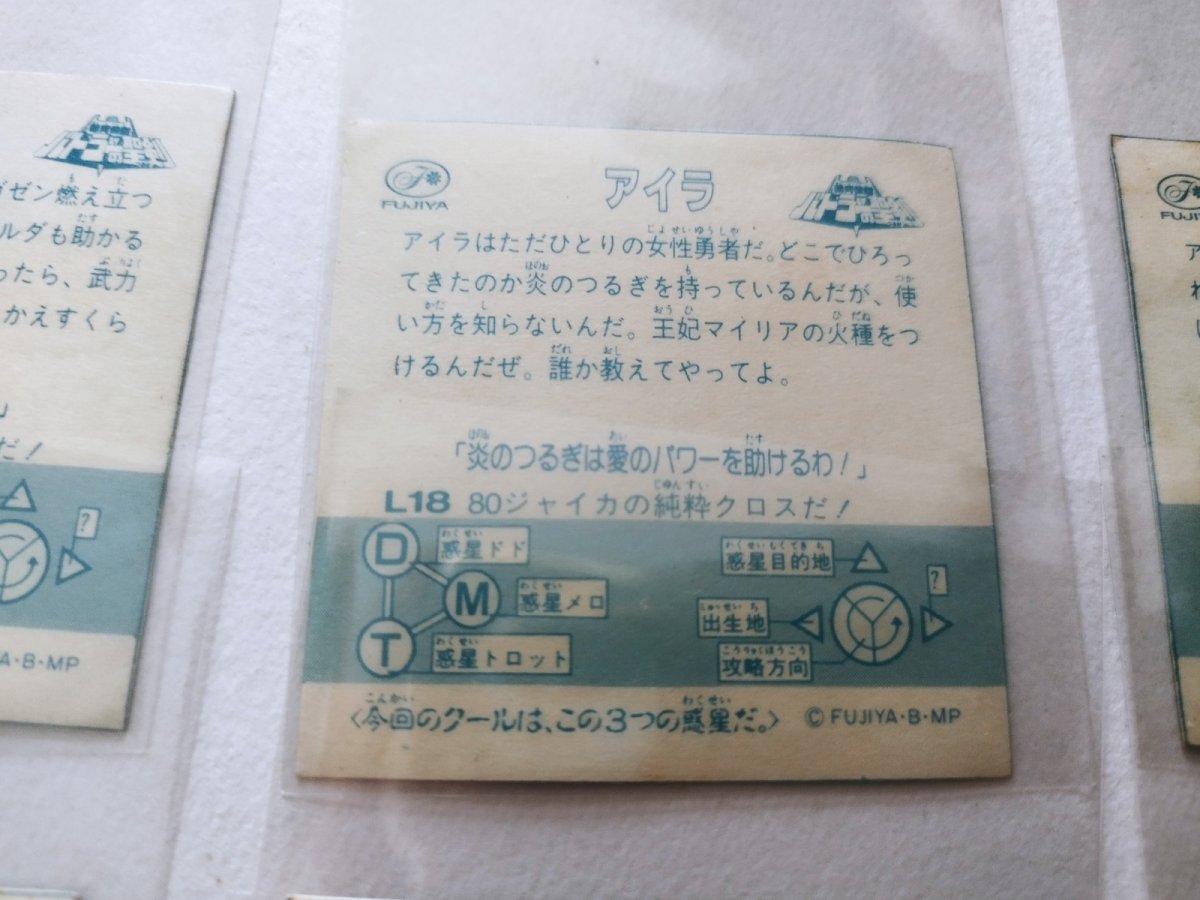 ゼン燃え立つ
ルダも助かる
ったら、武力
かえすくら
」
だ！
?
A・B・MP
FUJIYA
アイラ
アイラはただひとりの女性勇者だ。どこでひろっ
てきたのか炎のつるぎを持っているんだが、使
い方を知らないんだ。王妃マイリアの火種をつ
けるんだぜ。誰か教えてやってよ。
「炎のつるぎは愛のパワーを助けるわ！」
L18 80ジャイカの純粋クロスだ！
D 惑星ドド
M 惑星メロ
T 惑星トロット
惑星目的地
?
出生地
攻略方向
〈今回のクールは、この3つの惑星だ。〉 © FUJIYA・B・MP
FUJIYA